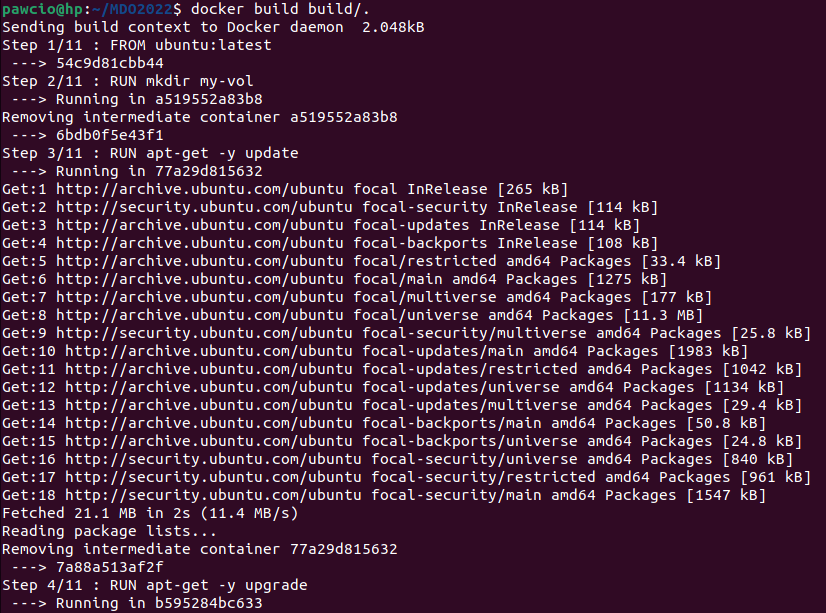 pawcio@hp:~/MDO2022$ docker build build/.
Sending build context to Docker daemon  2.048kB
Step 1/11 : FROM ubuntu:latest
 ---> 54c9d81cbb44
Step 2/11 : RUN mkdir my-vol
 ---> Running in a519552a83b8
Removing intermediate container a519552a83b8
 ---> 6bdb0f5e43f1
Step 3/11 : RUN apt-get -y update
 ---> Running in 77a29d815632
Get:1 http://archive.ubuntu.com/ubuntu focal InRelease [265 kB]
Get:2 http://security.ubuntu.com/ubuntu focal-security InRelease [114 kB]
Get:3 http://archive.ubuntu.com/ubuntu focal-updates InRelease [114 kB]
Get:4 http://archive.ubuntu.com/ubuntu focal-backports InRelease [108 kB]
Get:5 http://archive.ubuntu.com/ubuntu focal/restricted amd64 Packages [33.4 kB]
Get:6 http://archive.ubuntu.com/ubuntu focal/main amd64 Packages [1275 kB]
Get:7 http://archive.ubuntu.com/ubuntu focal/multiverse amd64 Packages [177 kB]
Get:8 http://archive.ubuntu.com/ubuntu focal/universe amd64 Packages [11.3 MB]
Get:9 http://security.ubuntu.com/ubuntu focal-security/multiverse amd64 Packages [25.8 kB]
Get:10 http://archive.ubuntu.com/ubuntu focal-updates/main amd64 Packages [1983 kB]
Get:11 http://archive.ubuntu.com/ubuntu focal-updates/restricted amd64 Packages [1042 kB]
Get:12 http://archive.ubuntu.com/ubuntu focal-updates/universe amd64 Packages [1134 kB]
Get:13 http://archive.ubuntu.com/ubuntu focal-updates/multiverse amd64 Packages [29.4 kB]
Get:14 http://archive.ubuntu.com/ubuntu focal-backports/main amd64 Packages [50.8 kB]
Get:15 http://archive.ubuntu.com/ubuntu focal-backports/universe amd64 Packages [24.8 kB]
Get:16 http://security.ubuntu.com/ubuntu focal-security/universe amd64 Packages [840 kB]
Get:17 http://security.ubuntu.com/ubuntu focal-security/restricted amd64 Packages [961 kB]
Get:18 http://security.ubuntu.com/ubuntu focal-security/main amd64 Packages [1547 kB]
Fetched 21.1 MB in 2s (11.4 MB/s)
Reading package lists...
Removing intermediate container 77a29d815632
 ---> 7a88a513af2f
Step 4/11 : RUN apt-get -y upgrade
 ---> Running in b595284bc633